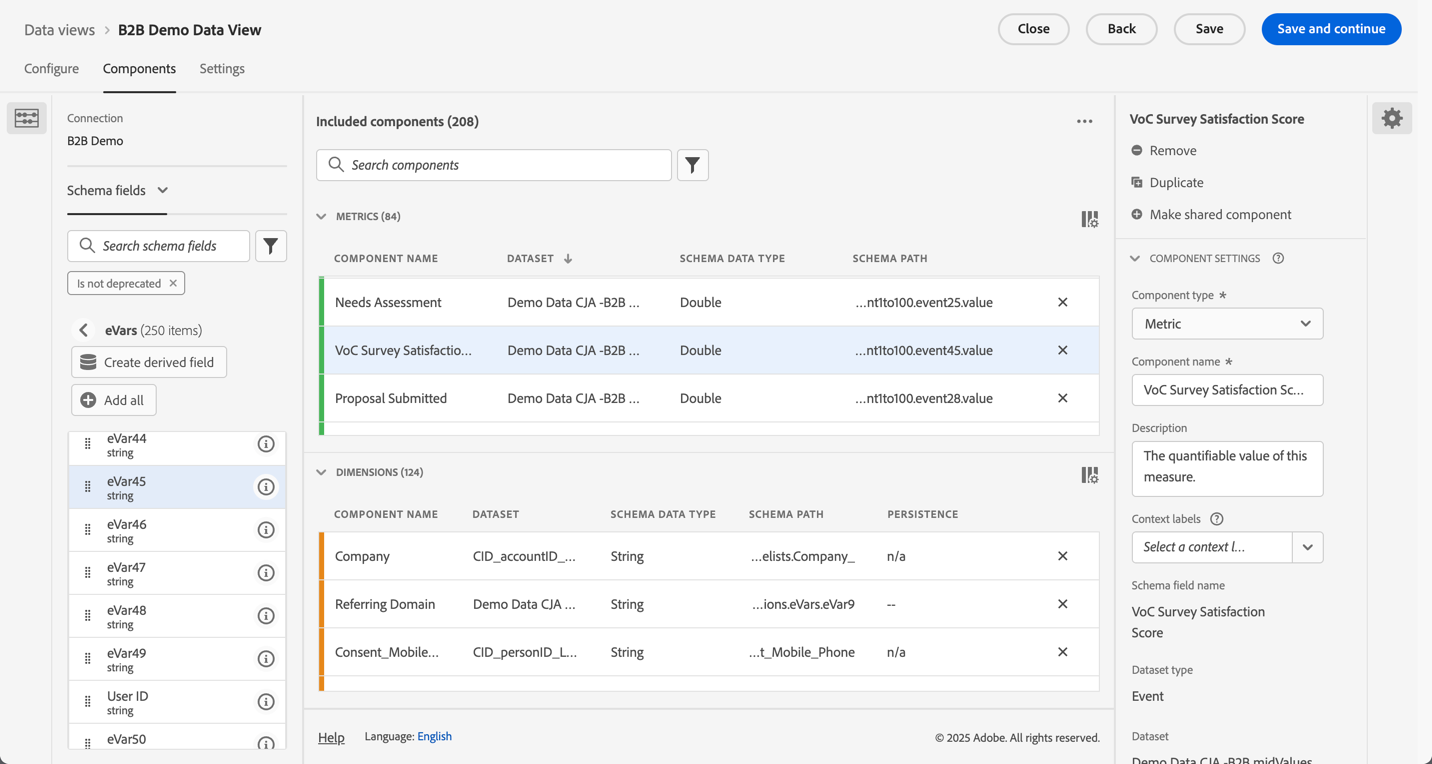 Data views > B2B Demo Data View
Close
Back
Save
Save and continue
Configure
Components
Settings
Connection
B2B Demo
Schema fields
Search schema fields
Is not deprecated
eVars (250 items)
Create derived field
Add all
eVar44
string
eVar45
string
eVar46
string
eVar47
string
eVar48
string
eVar49
string
User ID
string
eVar50
Included components (208)
Search components
METRICS (84)
COMPONENT NAME DATASET SCHEMA DATA TYPE SCHEMA PATH
Needs Assessment Demo Data CJA -B2B ... Double ...nt1to100.event25.value
VoC Survey Satisfactio... Demo Data CJA -B2B ... Double ...nt1to100.event45.value
Proposal Submitted Demo Data CJA -B2B ... Double ...nt1to100.event28.value
DIMENSIONS (124)
COMPONENT NAME DATASET SCHEMA DATA TYPE SCHEMA PATH PERSISTENCE
Company CID_accountID_... String ...elists.Company_ n/a
Referring Domain Demo Data CJA ... String ...ions.eVars.eVar9 --
Consent_Mobile... CID_personID_L... String ...t_Mobile_Phone n/a
Help Language: English © 2025 Adobe. All rights reserved.
VoC Survey Satisfaction Score
Remove
Duplicate
Make shared component
COMPONENT SETTINGS
Component type *
Metric
Component name *
VoC Survey Satisfaction Sc...
Description
The quantifiable value of this
measure.
Context labels
Select a context l...
Schema field name
VoC Survey Satisfaction
Score
Dataset type
Event
Dataset
Demo Data CJA -B2B midValues